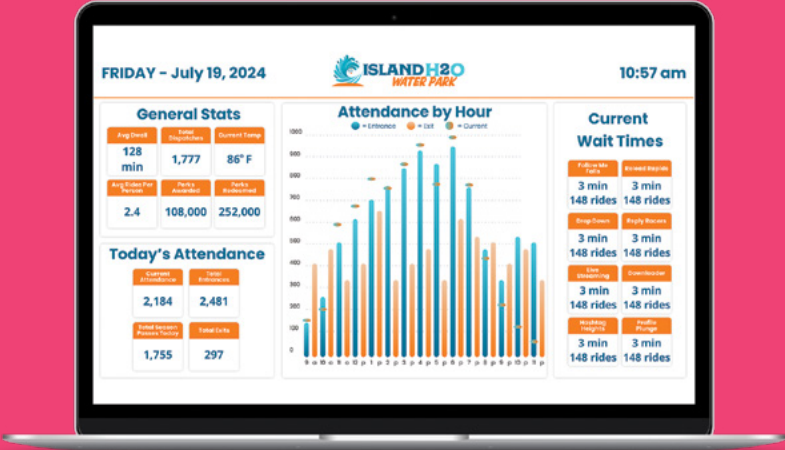 FRIDAY - July 19, 2024
ISLAND H2O
WATER PARK
10:57 am
General Stats
Avg Dwell
128
min
Total
Dispatches
1,777
Current Temp
86° F
Avg Rides Per
Person
2.4
Perks
Awarded
108,000
Perks
Redeemed
252,000
Today's Attendance
Current
Attendance
2,184
Total
Entrances
2,481
Total Season
Passes Today
1,755
Total Exits
297
Attendance by Hour
= Entrance = Exit = Current
Current
Wait Times
Follow Me
Falls
3 min
148 rides
3 min
148 rides
Drop Down
3 min
148 rides
Reply Racers
3 min
148 rides
Live
Streaming
3 min
148 rides
Downloader
3 min
148 rides
Hashtag
Heights
3 min
148 rides
Profile
Plunge
3 min
148 rides